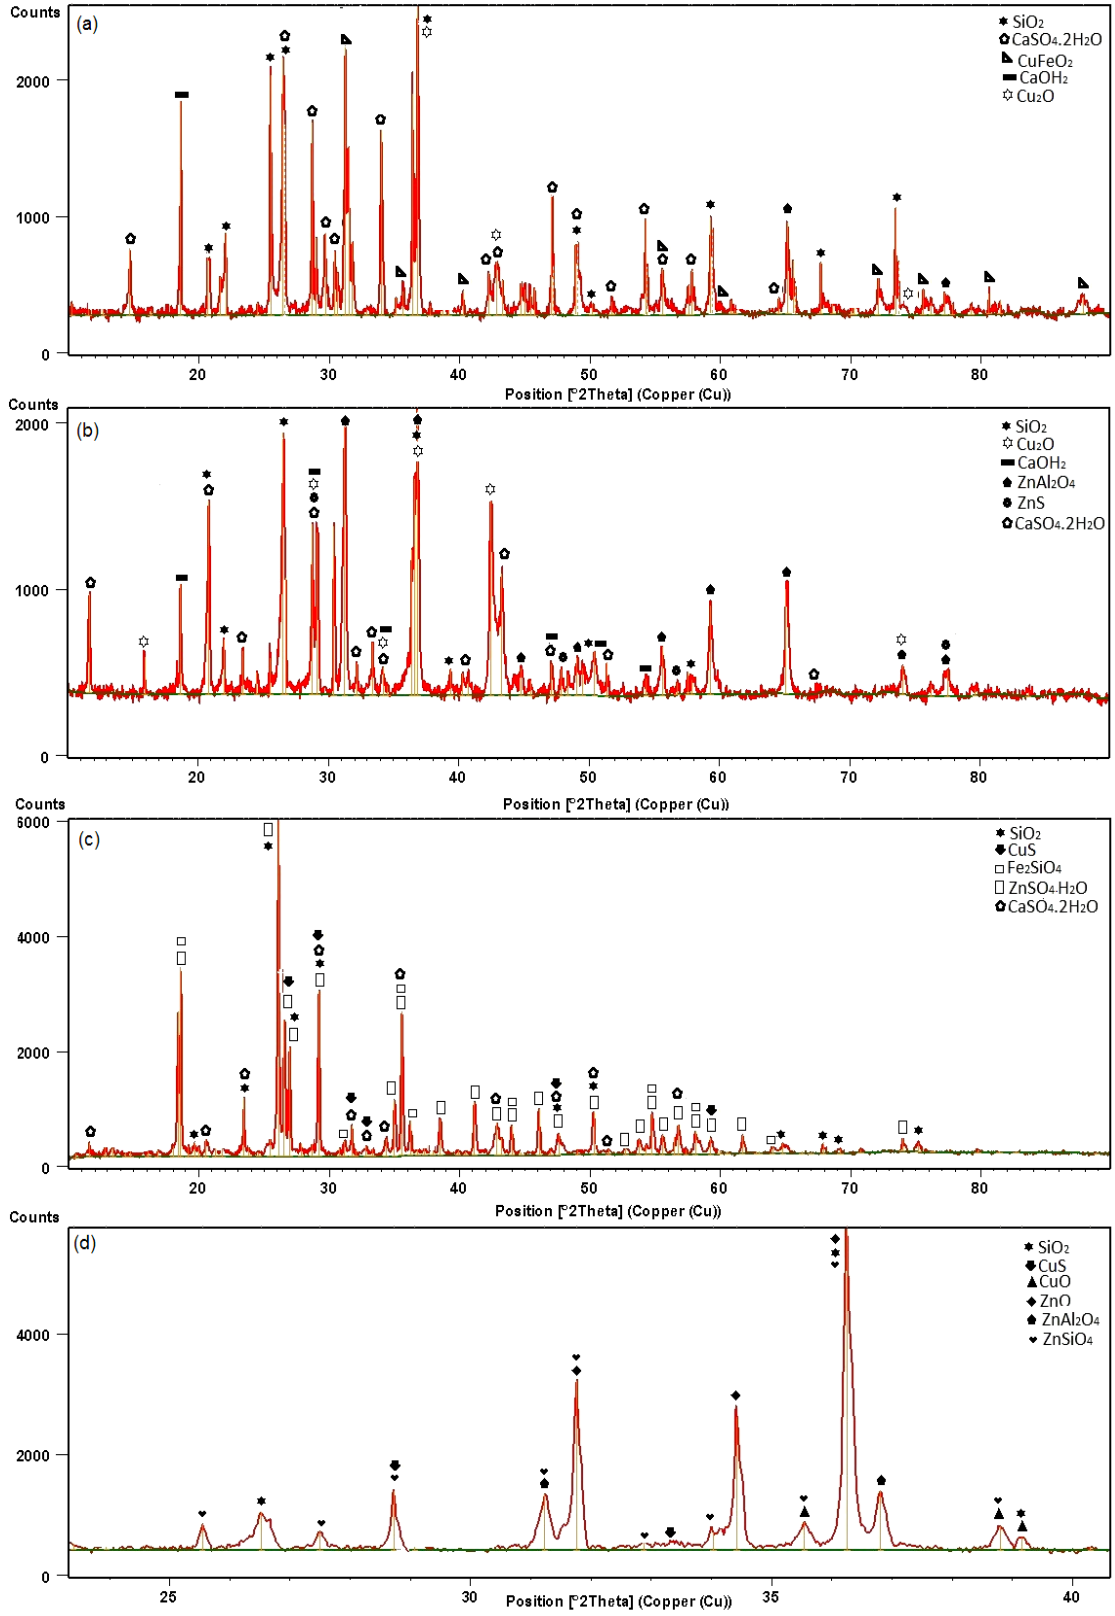 Counts
(a)
SiO₂
CaSO₄.2H₂O
CuFeO₂
CaOH₂
Cu₂O
2000
1000
0
20 30 40 50 60 70 80
Position [°2Theta] (Copper (Cu))
Counts
(b)
SiO₂
Cu₂O
CaOH₂
ZnAl₂O₄
ZnS
CaSO₄.2H₂O
2000
1000
0
20 30 40 50 60 70 80
Position [°2Theta] (Copper (Cu))
Counts
(c)
SiO₂
CuS
Fe₂SiO₄
ZnSO₄.H₂O
CaSO₄.2H₂O
6000
4000
2000
0
20 30 40 50 60 70 80
Position [°2Theta] (Copper (Cu))
Counts
(d)
SiO₂
CuS
CuO
ZnO
ZnAl₂O₄
ZnSiO₄
4000
2000
0
25 30 35 40
Position [°2Theta] (Copper (Cu))